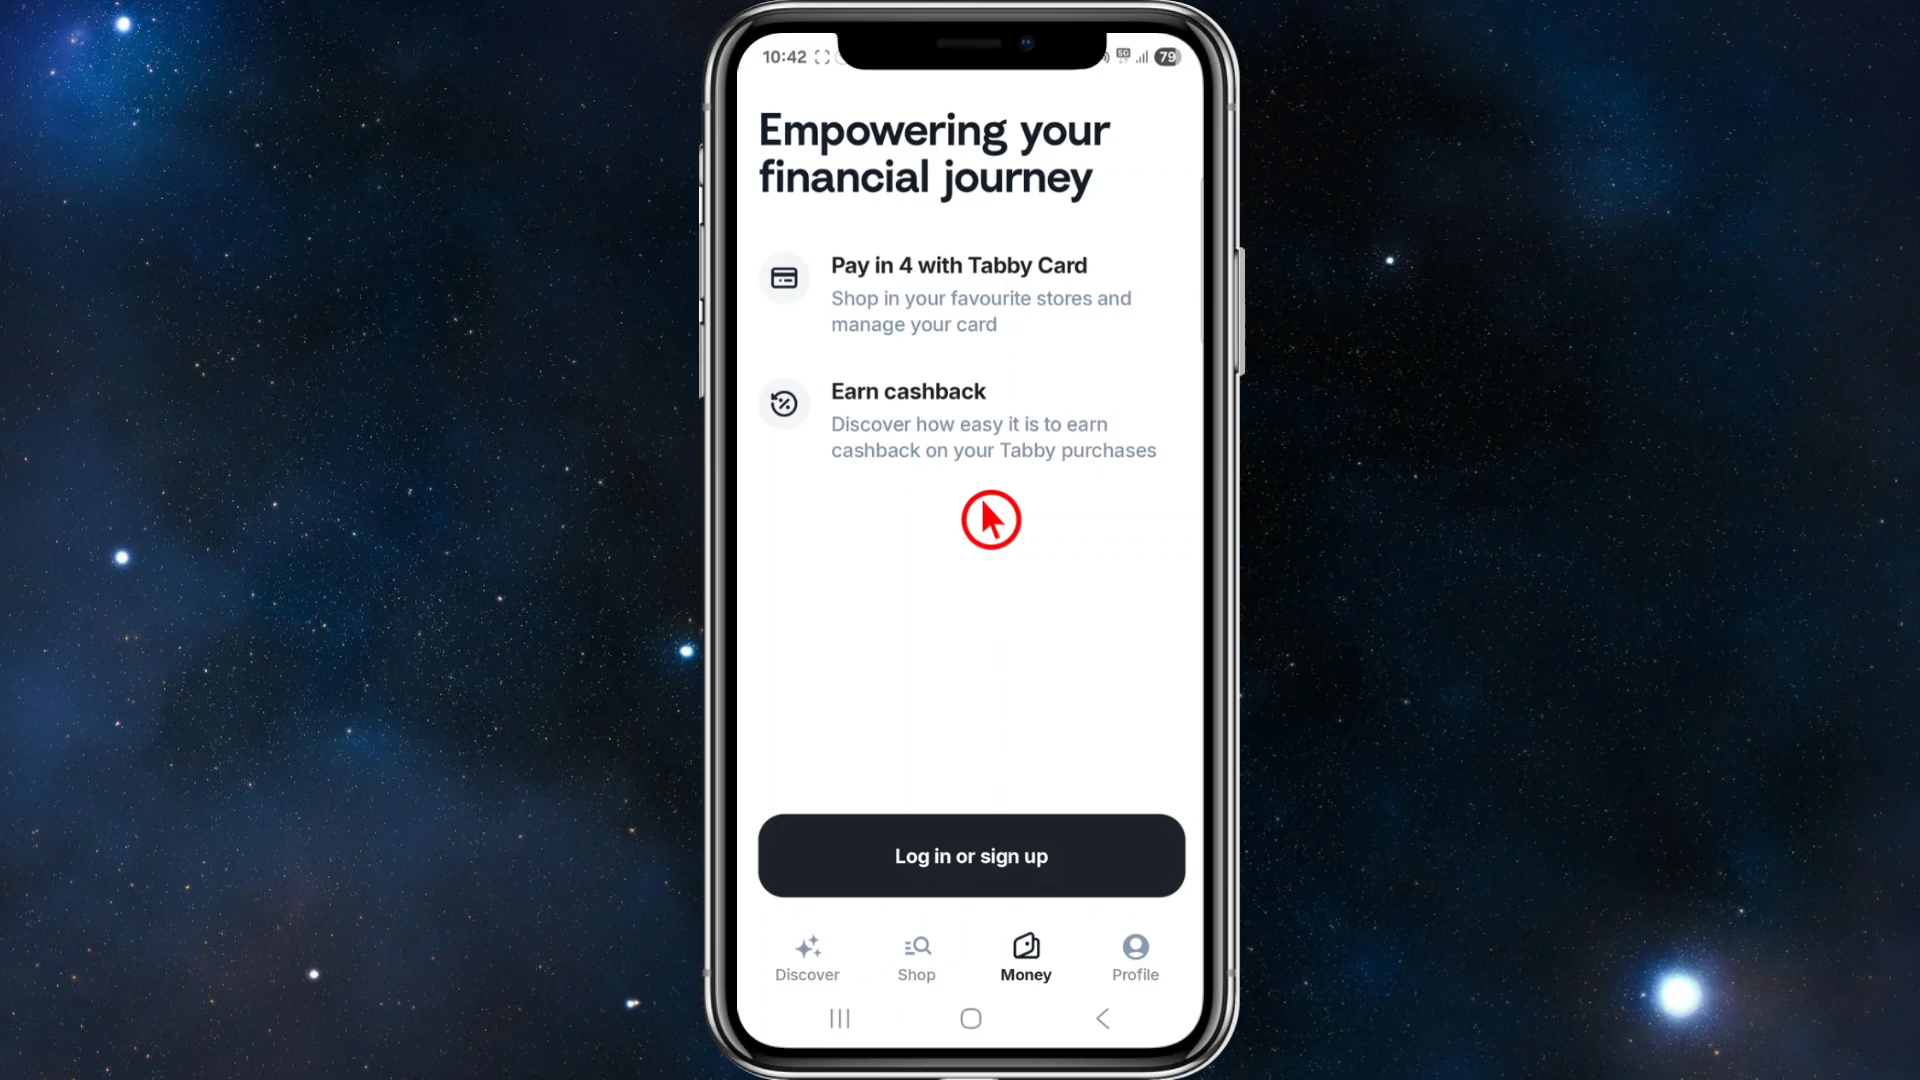 10:42
5G
79
Empowering your
financial journey
Pay in 4 with Tabby Card
Shop in your favourite stores and
manage your card
Earn cashback
Discover how easy it is to earn
cashback on your Tabby purchases
Log in or sign up
Discover
Shop
Money
Profile